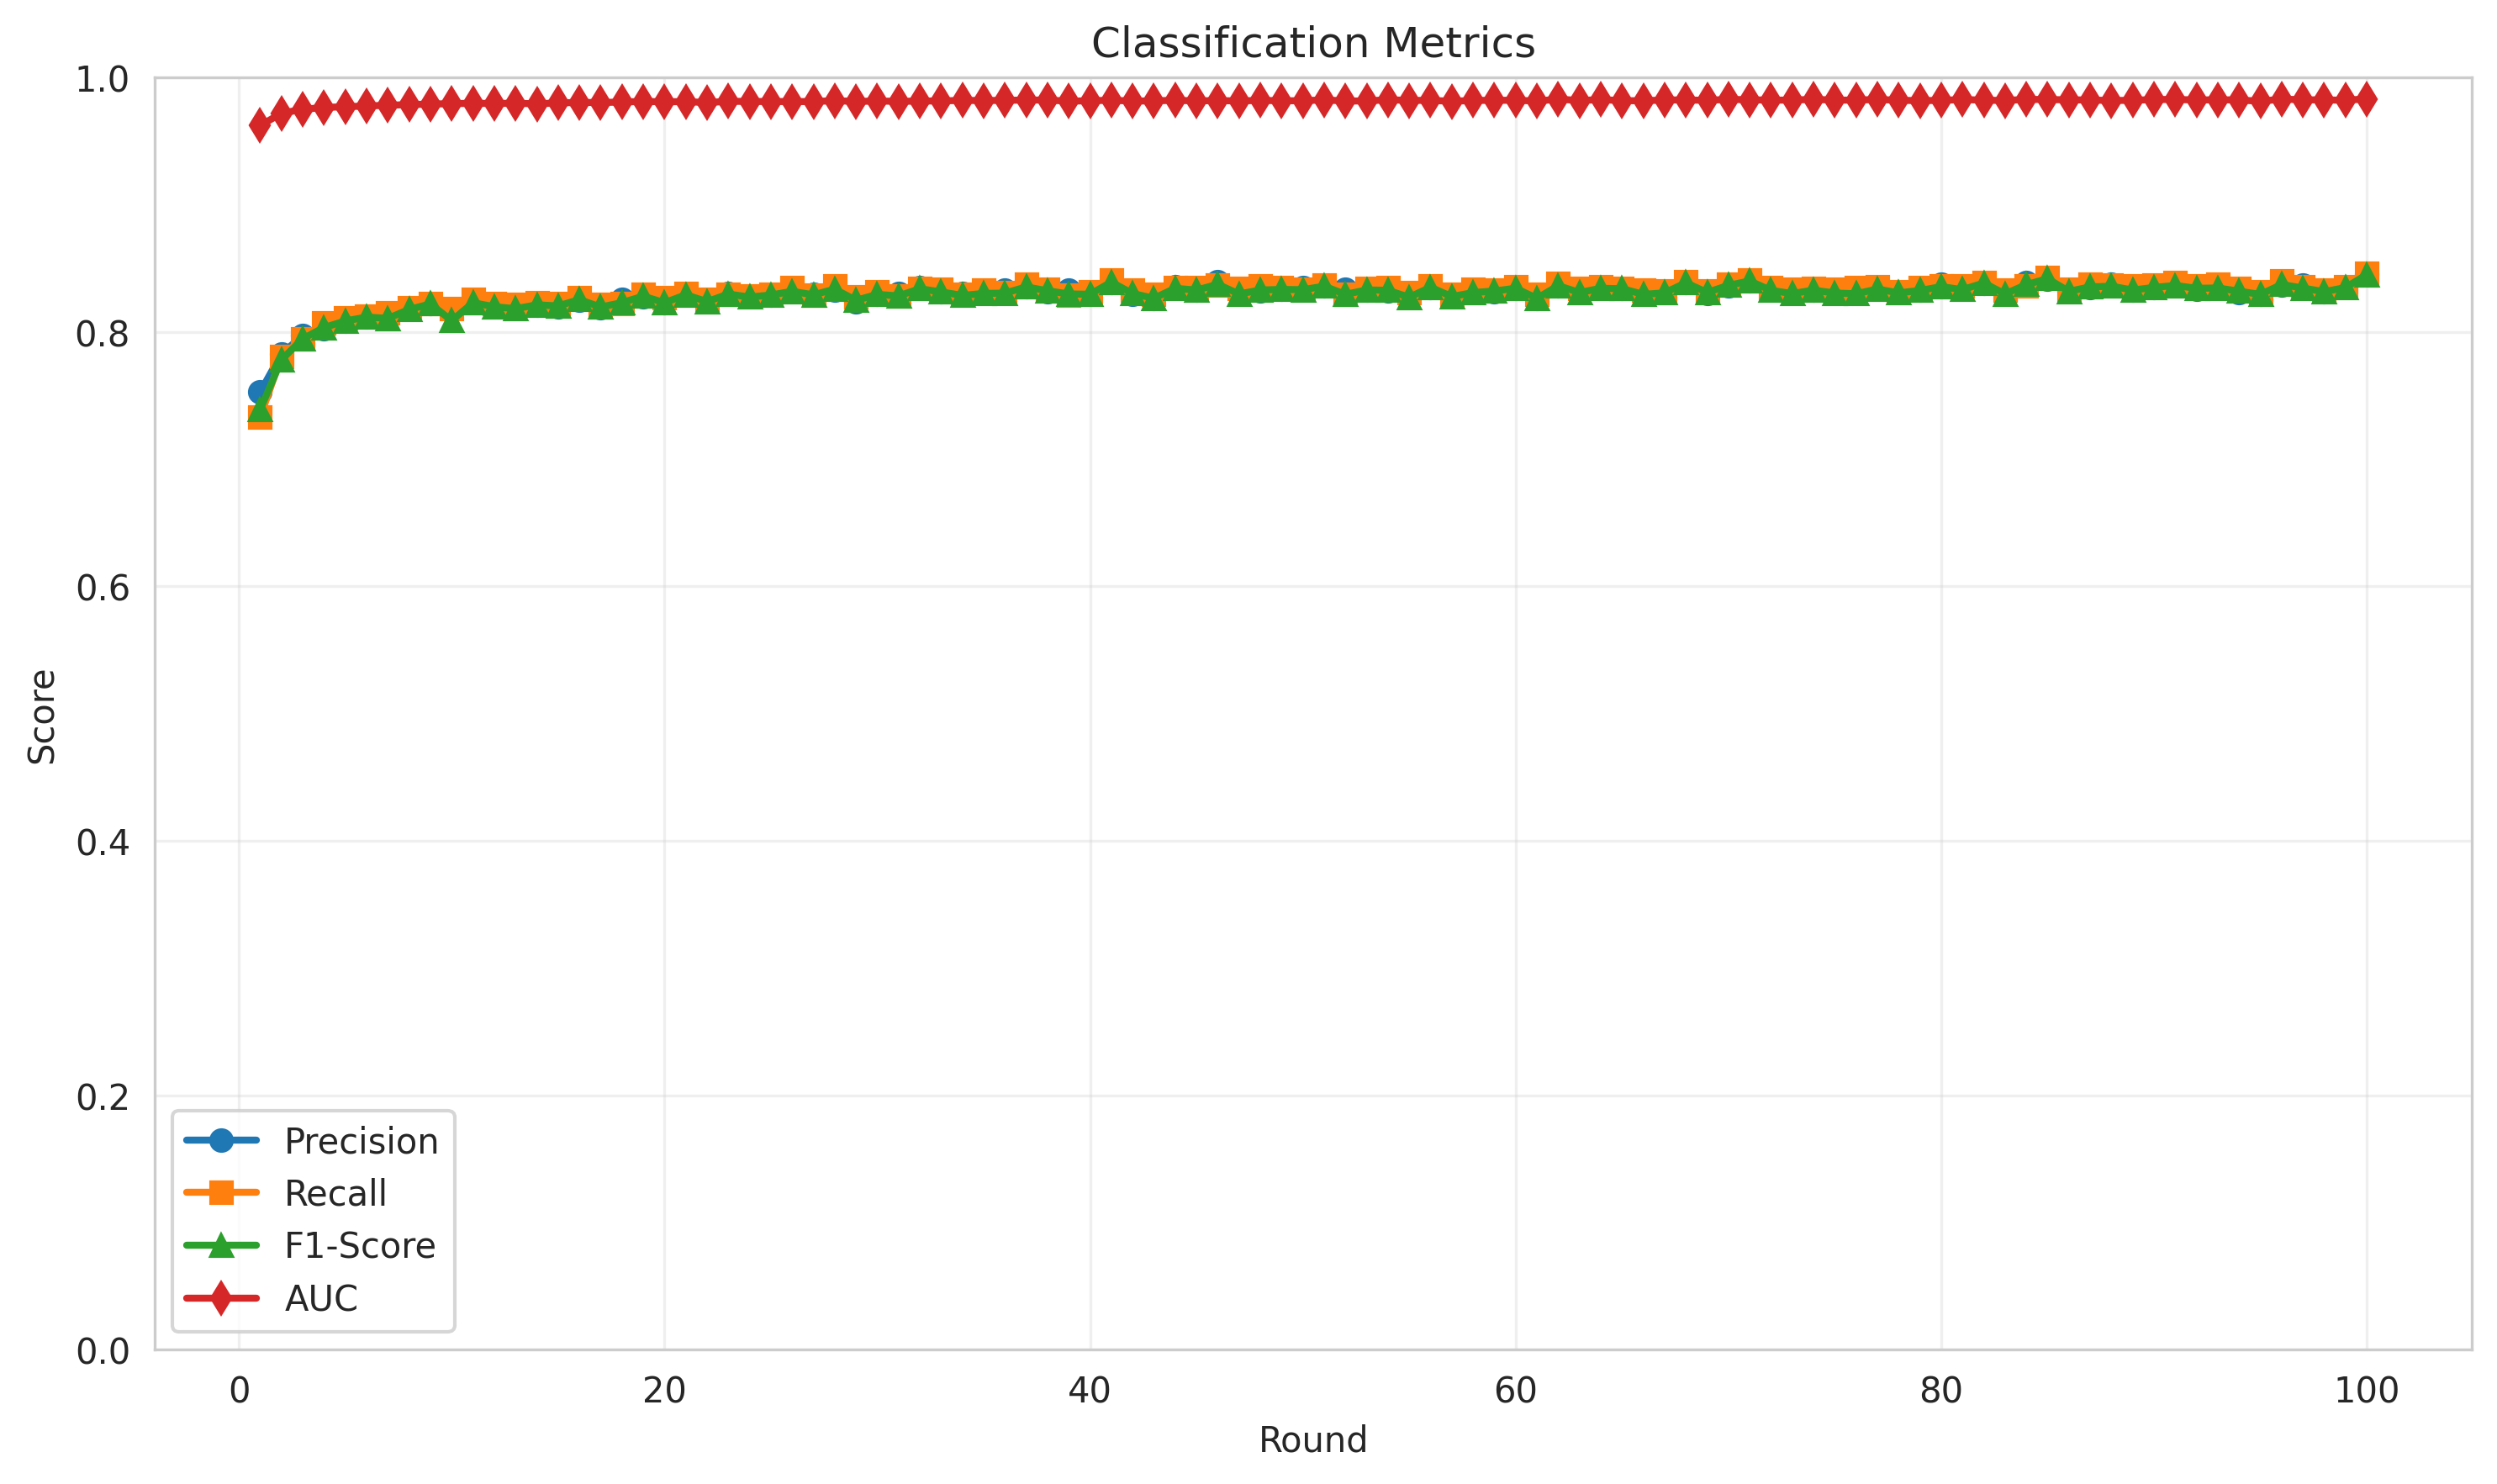 Classification Metrics
1.0
0.8
0.6
0.4
0.2
0.0
Score
Precision
Recall
F1-Score
AUC
0 20 40 60 80 100
Round